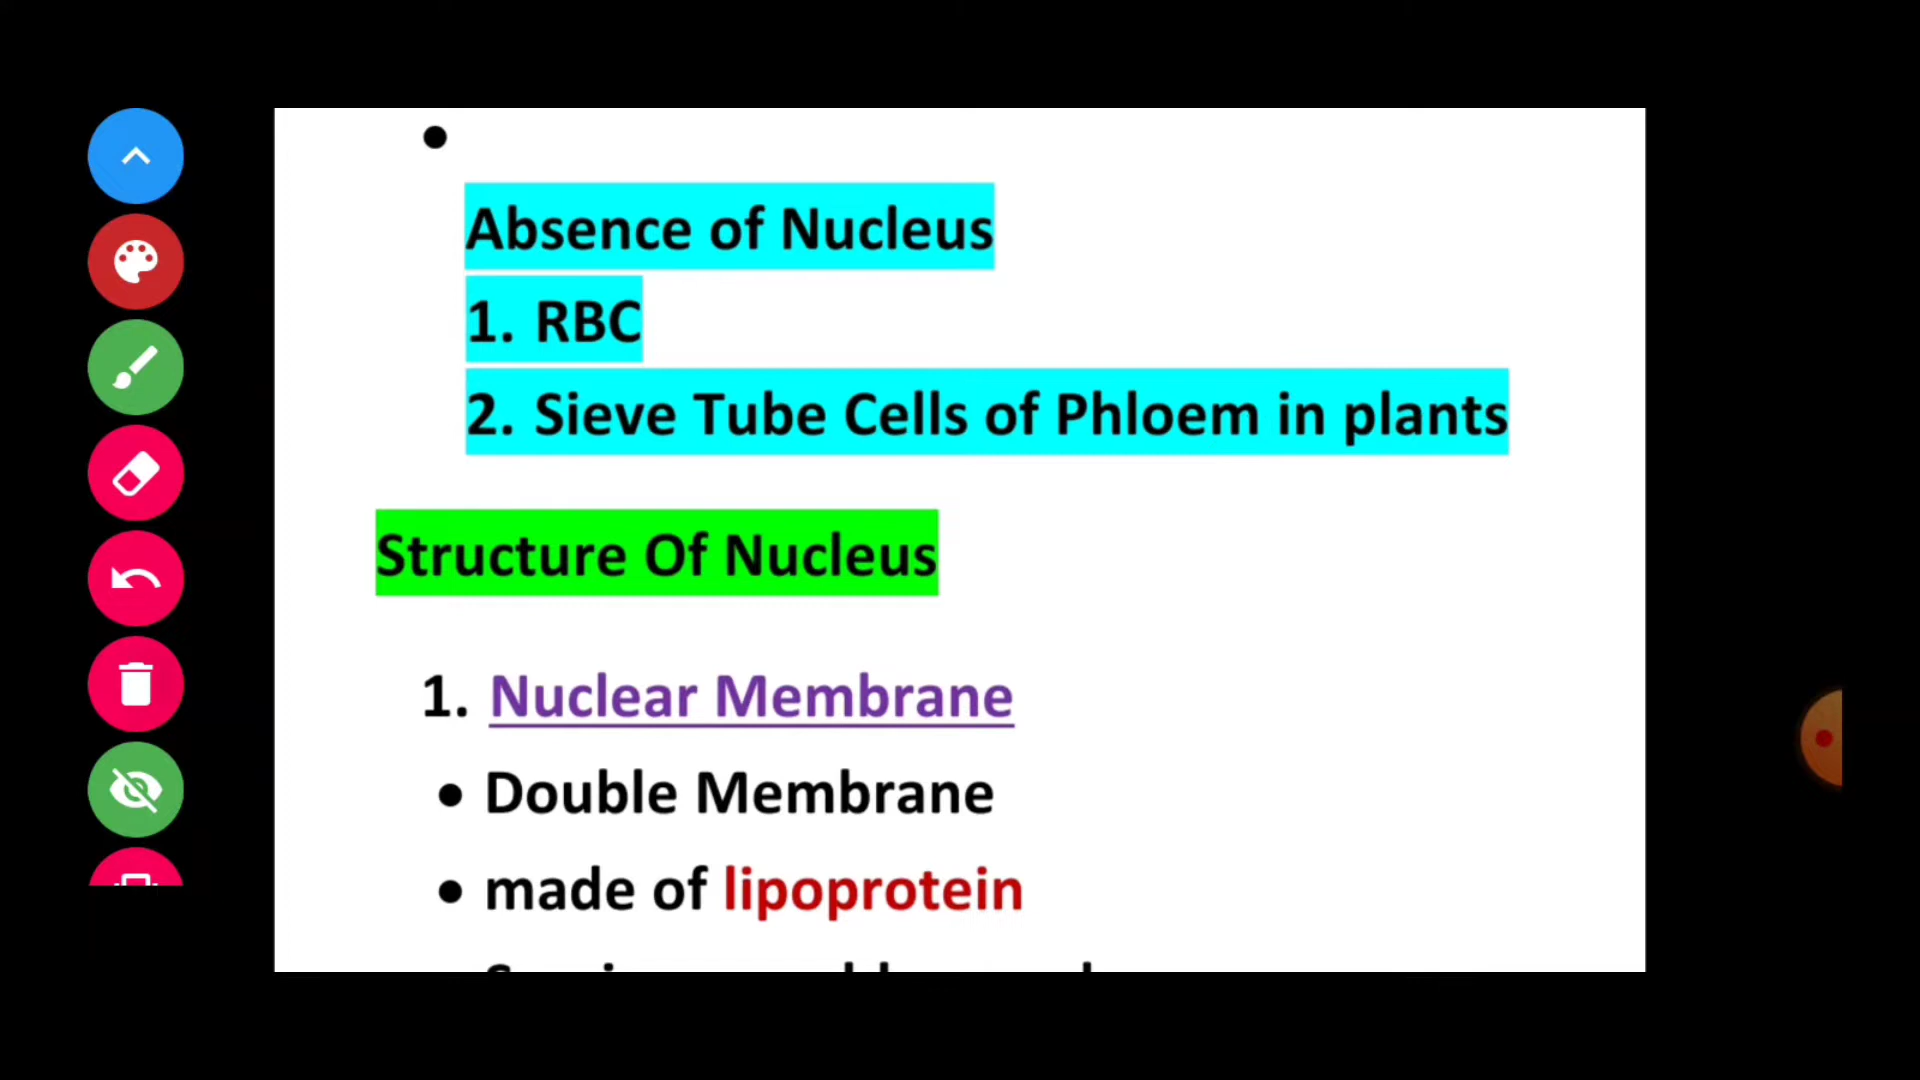 Absence of Nucleus
1. RBC
2. Sieve Tube Cells of Phloem in plants
Structure Of Nucleus
1. Nuclear Membrane
• Double Membrane
• made of lipoprotein